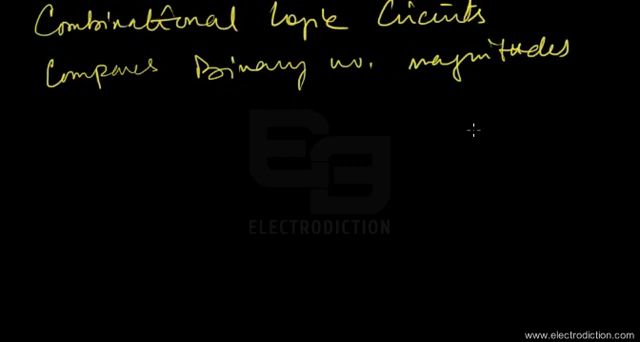 Combinational Logic Circuits
Compares Binary no. magnitudes
ELECTRODICTION
www.electrodiction.com